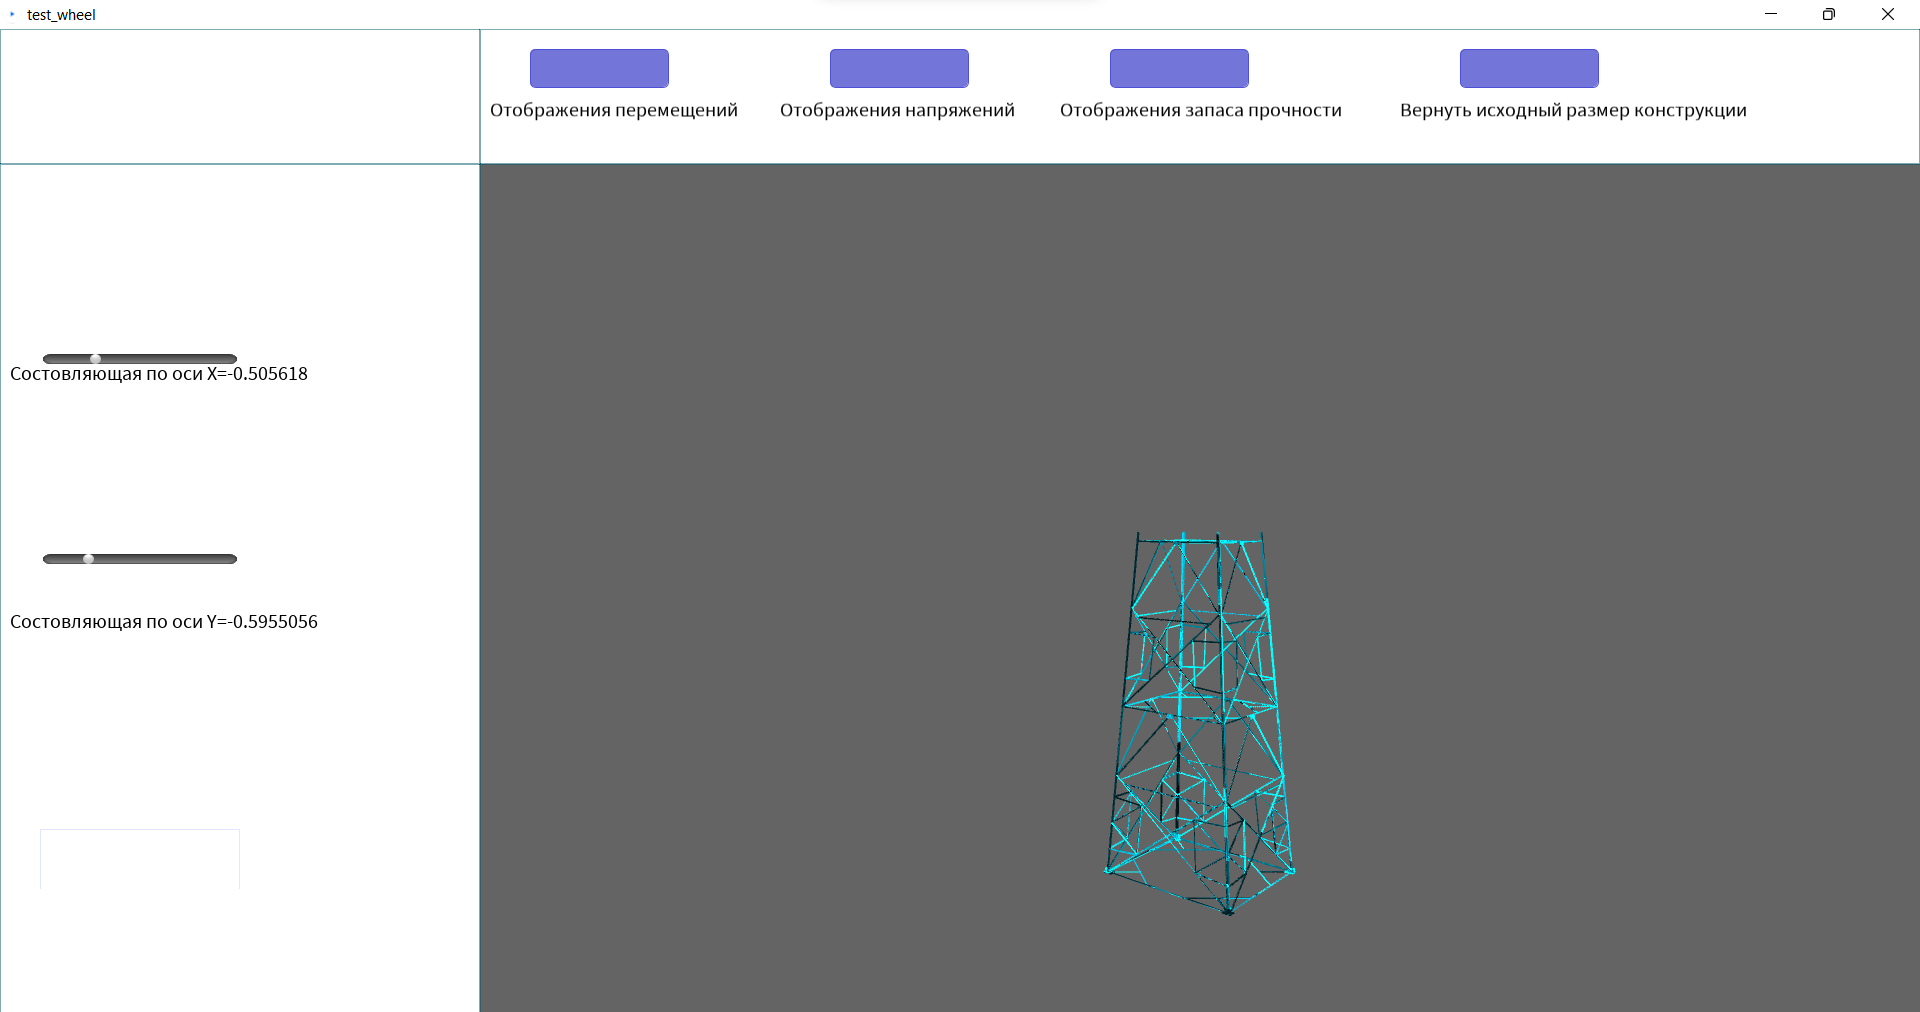 test_wheel
Отображения перемещений
Отображения напряжений
Отображения запаса прочности
Вернуть исходный размер конструкции
Состовляющая по оси X=-0.505618
Состовляющая по оси Y=-0.5955056